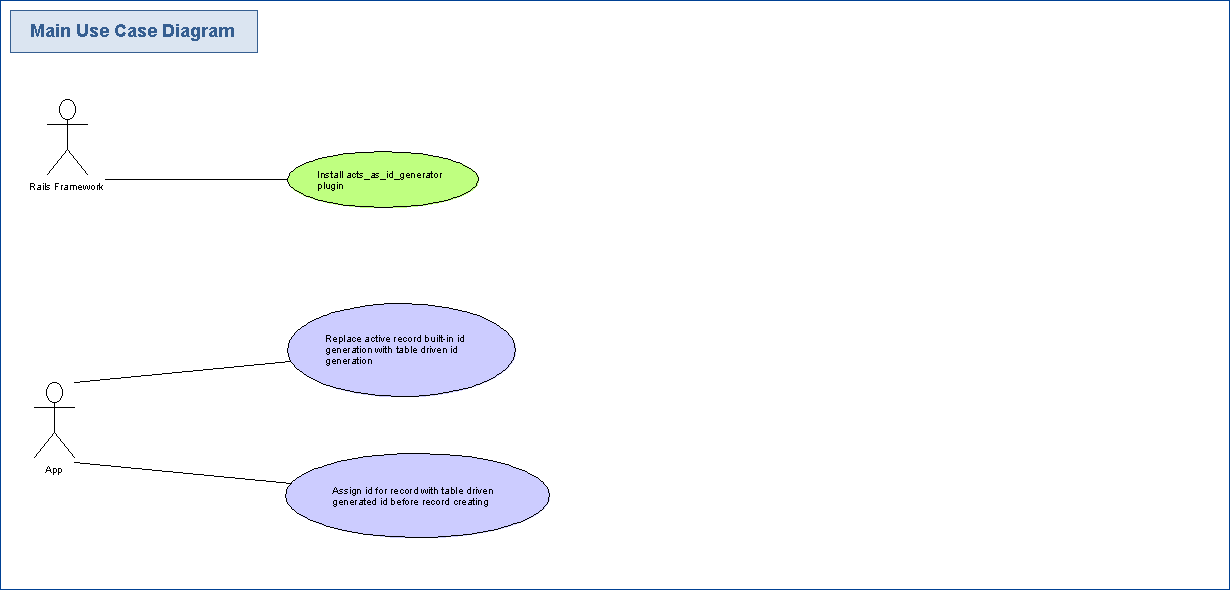 Main Use Case Diagram
Install acts_as_id_generator
plugin
Rails Framework
Replace active record built-in id
generation with table driven id
generation
App
Assign id for record with table driven
generated id before record creating